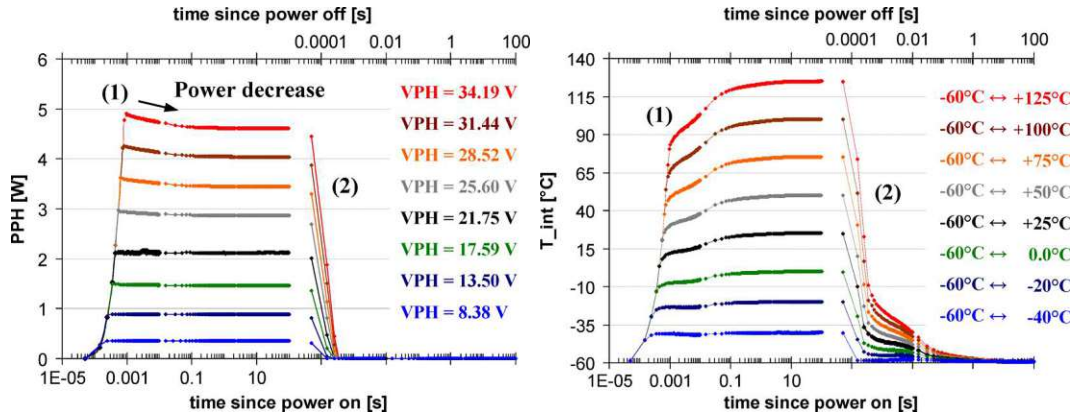 time since power off [s]
0.0001 0.01 1 100
6
5
4
3
2
1
0
PPH [W]
(1)
Power decrease
(2)
VPH = 34.19 V
VPH = 31.44 V
VPH = 28.52 V
VPH = 25.60 V
VPH = 21.75 V
VPH = 17.59 V
VPH = 13.50 V
VPH = 8.38 V
1E-05 0.001 0.1 10
time since power on [s]
time since power off [s]
0.0001 0.01 1 100
140
115
90
65
40
15
-10
-35
-60
T_int [°C]
(1)
(2)
-60°C ↔ +125°C
-60°C ↔ +100°C
-60°C ↔ +75°C
-60°C ↔ +50°C
-60°C ↔ +25°C
-60°C ↔ 0.0°C
-60°C ↔ -20°C
-60°C ↔ -40°C
1E-05 0.001 0.1 10
time since power on [s]